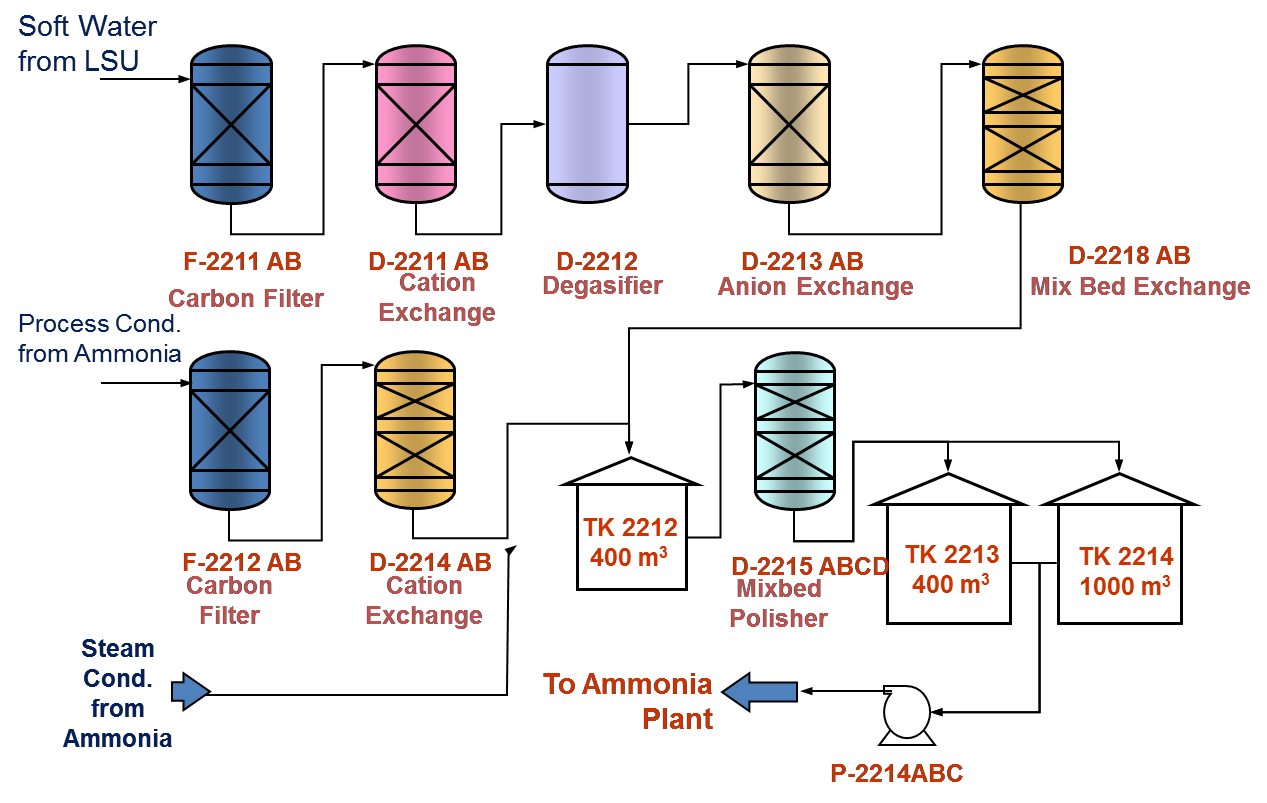 Soft Water
from LSU
F-2211 AB
Carbon Filter
D-2211 AB
Cation
Exchange
D-2212
Degasifier
D-2213 AB
Anion Exchange
D-2218 AB
Mix Bed Exchange
Process Cond.
from Ammonia
F-2212 AB
Carbon
Filter
D-2214 AB
Cation
Exchange
TK 2212
400 m³
D-2215 ABCD
Mixbed
Polisher
TK 2213
400 m³
TK 2214
1000 m³
Steam
Cond.
from
Ammonia
To Ammonia
Plant
P-2214ABC